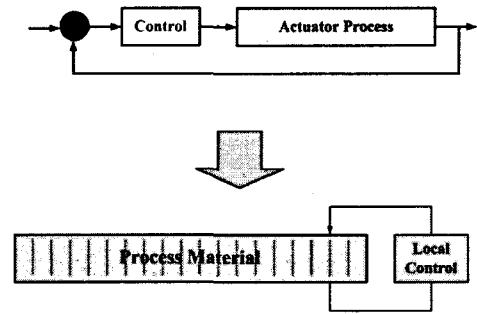 Control
Actuator Process
Process Material
Local
Control